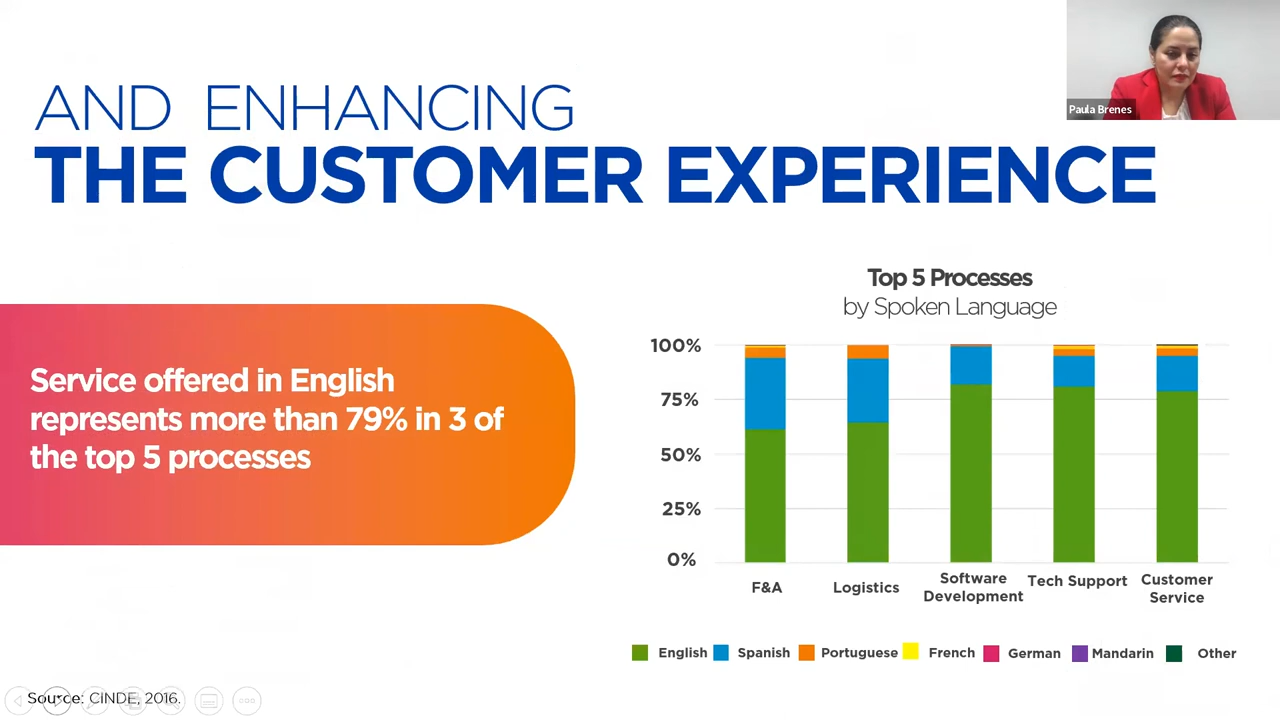 AND ENHANCING
THE CUSTOMER EXPERIENCE
Paula Brenes
Service offered in English
represents more than 79% in 3 of
the top 5 processes
Top 5 Processes
by Spoken Language
100%
75%
50%
25%
0%
F&A
Logistics
Software
Development
Tech Support
Customer
Service
English
Spanish
Portuguese
French
German
Mandarin
Other
Source: CINDE, 2016.